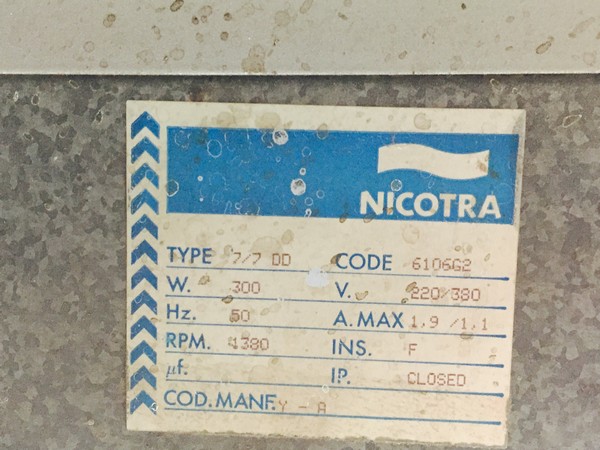 NICOTRA
TYPE 7/7 DD CODE 6106G2
W. 300 V. 220/380
Hz. 50 A.MAX 1,9 /1,1
RPM. 1380 INS. F
µf. IP. CLOSED
COD.MANF. Y - A